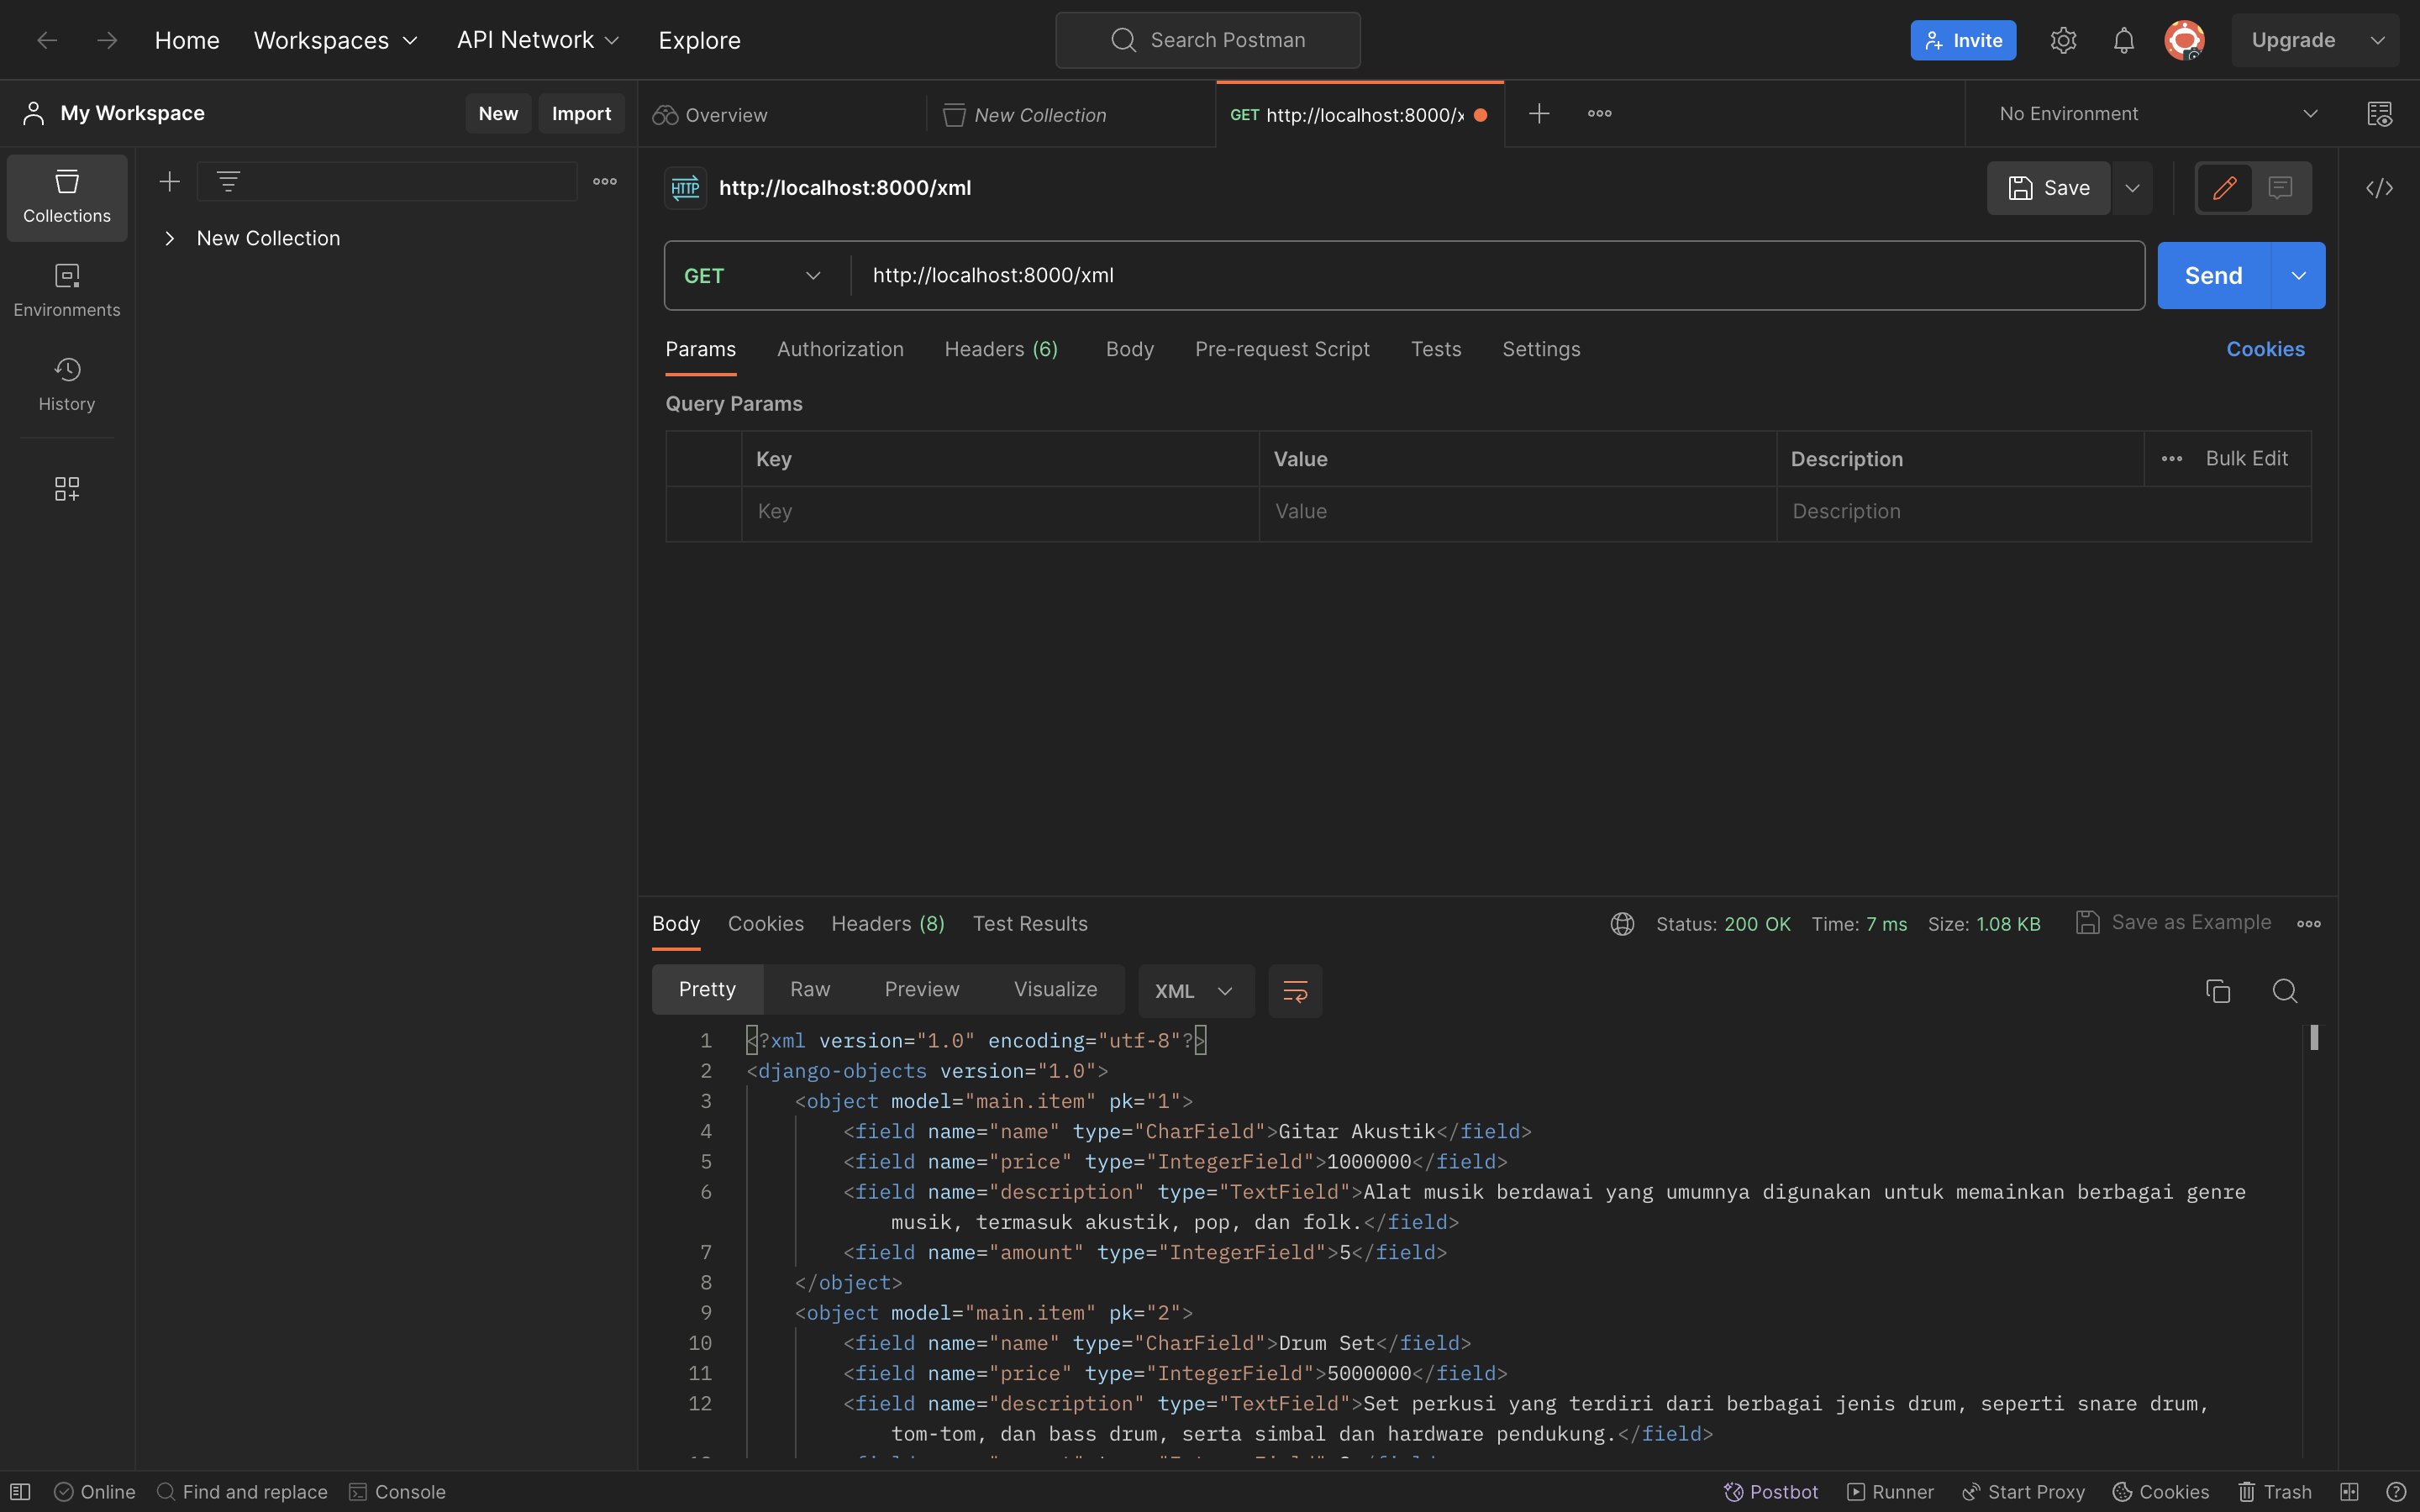 Home Workspaces API Network Explore Search Postman Invite Upgrade
My Workspace New Import Overview New Collection GET http://localhost:8000/x No Environment
Collections
New Collection
Environments
History
HTTP http://localhost:8000/xml Save
GET http://localhost:8000/xml Send
Params Authorization Headers (6) Body Pre-request Script Tests Settings Cookies
Query Params
Key Value Description Bulk Edit
Key Value Description
Body Cookies Headers (8) Test Results Status: 200 OK Time: 7 ms Size: 1.08 KB Save as Example
Pretty Raw Preview Visualize XML
1 <?xml version="1.0" encoding="utf-8"?>
2 <django-objects version="1.0">
3 <object model="main.item" pk="1">
4 <field name="name" type="CharField">Gitar Akustik</field>
5 <field name="price" type="IntegerField">1000000</field>
6 <field name="description" type="TextField">Alat musik berdawai yang umumnya digunakan untuk memainkan berbagai genre
musik, termasuk akustik, pop, dan folk.</field>
7 <field name="amount" type="IntegerField">5</field>
8 </object>
9 <object model="main.item" pk="2">
10 <field name="name" type="CharField">Drum Set</field>
11 <field name="price" type="IntegerField">5000000</field>
12 <field name="description" type="TextField">Set perkusi yang terdiri dari berbagai jenis drum, seperti snare drum,
tom-tom, dan bass drum, serta simbal dan hardware pendukung.</field>
Online Find and replace Console Postbot Runner Start Proxy Cookies Trash